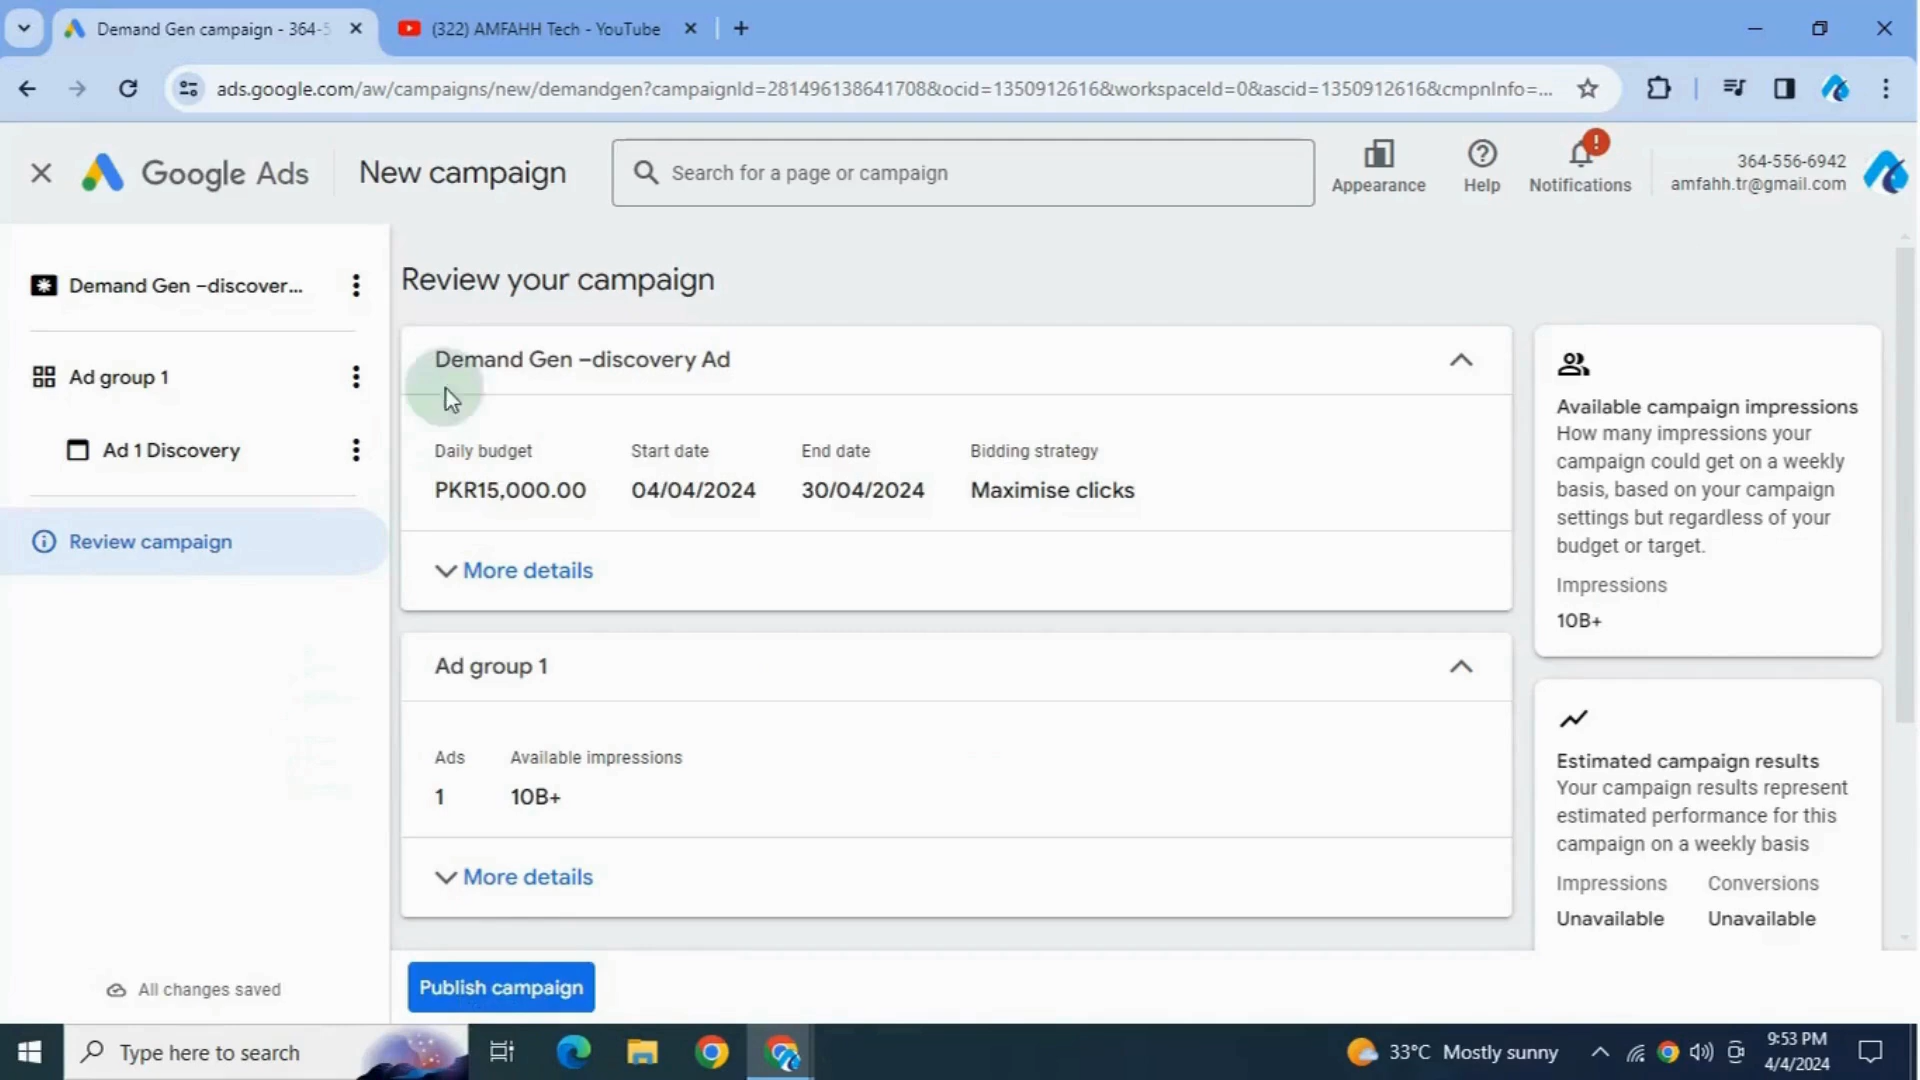 Demand Gen campaign - 364-5
(322) AMFAHH Tech - YouTube
ads.google.com/aw/campaigns/new/demandgen?campaignId=281496138641708&ocid=1350912616&workspaceId=0&ascid=1350912616&cmpnInfo=...
Google Ads
New campaign
Search for a page or campaign
Appearance
Help
Notifications
364-556-6942
amfahh.tr@gmail.com
Demand Gen –discover...
Ad group 1
Ad 1 Discovery
Review campaign
All changes saved
Review your campaign
Demand Gen –discovery Ad
Daily budget Start date End date Bidding strategy
PKR15,000.00 04/04/2024 30/04/2024 Maximise clicks
More details
Ad group 1
Ads Available impressions
1 10B+
More details
Publish campaign
Available campaign impressions
How many impressions your
campaign could get on a weekly
basis, based on your campaign
settings but regardless of your
budget or target.
Impressions
10B+
Estimated campaign results
Your campaign results represent
estimated performance for this
campaign on a weekly basis
Impressions Conversions
Unavailable Unavailable
Type here to search
33°C Mostly sunny
9:53 PM
4/4/2024